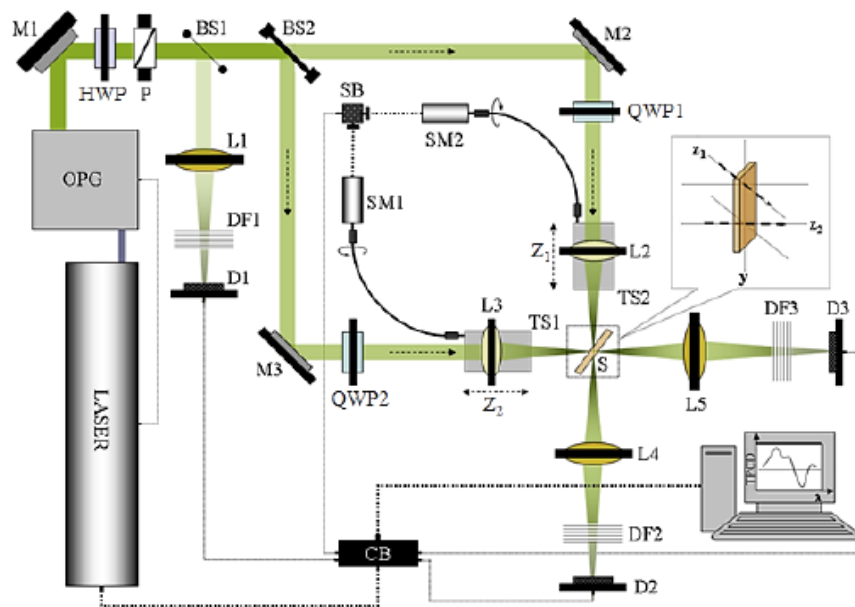 M1
HWP
P
BS1
BS2
M2
SB
SM2
QWP1
L1
OPG
SM1
z₁
z₂
y
DF1
D1
Z₁
L2
TS2
L3
TS1
DF3
D3
S
M3
QWP2
Z₂
L5
LASER
L4
TPCD
λ
DF2
CB
D2